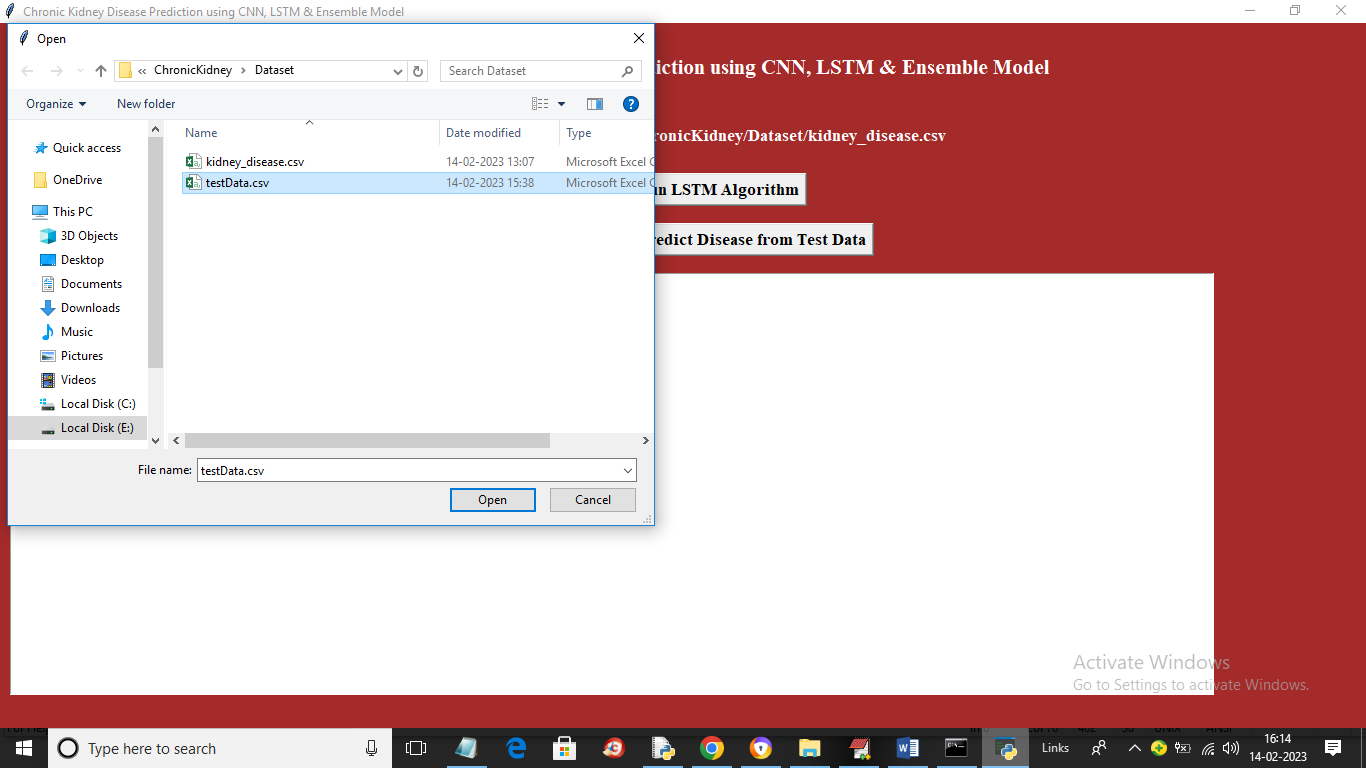 Chronic Kidney Disease Prediction using CNN, LSTM & Ensemble Model
Open
iction using CNN, LSTM & Ensemble Model
« ChronicKidney > Dataset
Search Dataset
Organize
New folder
ronicKidney/Dataset/kidney_disease.csv
Name
Date modified
Type
kidney_disease.csv 14-02-2023 13:07 Microsoft Excel C
testData.csv 14-02-2023 15:38 Microsoft Excel C
Quick access
OneDrive
This PC
3D Objects
Desktop
Documents
Downloads
Music
Pictures
Videos
Local Disk (C:)
Local Disk (E:)
n LSTM Algorithm
edict Disease from Test Data
File name: testData.csv
Open
Cancel
Activate Windows
Go to Settings to activate Windows.
Type here to search
Links
16:14
14-02-2023